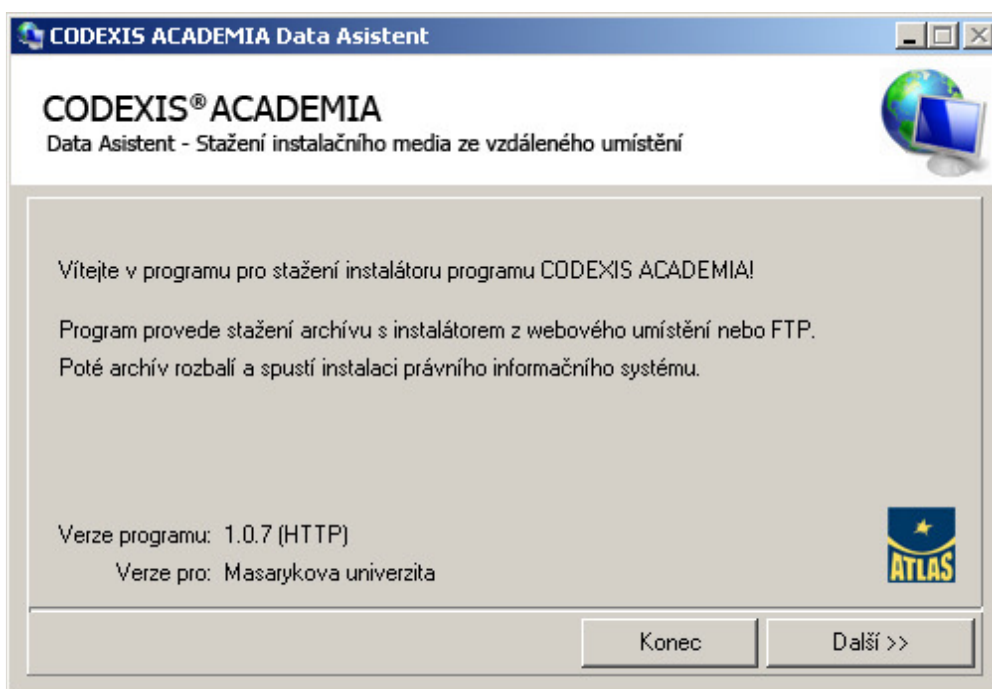 CODEXIS ACADEMIA Data Asistent
CODEXIS® ACADEMIA
Data Asistent - Stažení instalačního media ze vzdáleného umístění
Vítejte v programu pro stažení instalátoru programu CODEXIS ACADEMIA!
Program provede stažení archívu s instalátorem z webového umístění nebo FTP.
Poté archív rozbalí a spustí instalaci právního informačního systému.
Verze programu: 1.0.7 (HTTP)
Verze pro: Masarykova univerzita
ATLAS
Konec
Další >>